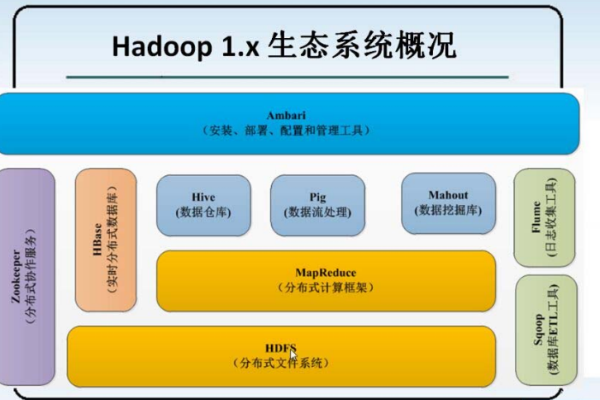 Hadoop 1.x 生态系统概况
Ambari
（安装、部署、配置和管理工具）
Zookeeper
（分布式协作服务）
HBase
（实时分布式数据库）
Hive
(数据仓库)
Pig
(数据流处理)
Mahout
(数据挖掘库)
Flume
(日志收集工具)
MapReduce
（分布式计算框架）
Sqoop
(数据库ETL工具)
HDFS
（分布式文件系统）